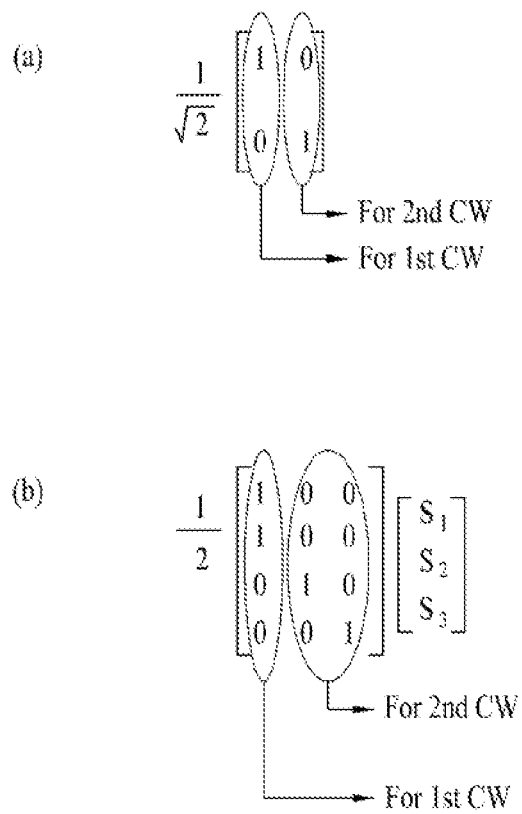 (a)
1
√2
1 0
0 1
For 2nd CW
For 1st CW
(b)
1
2
1 0 0
1 0 0
0 1 0
0 0 1
S1
S2
S3
For 2nd CW
For 1st CW